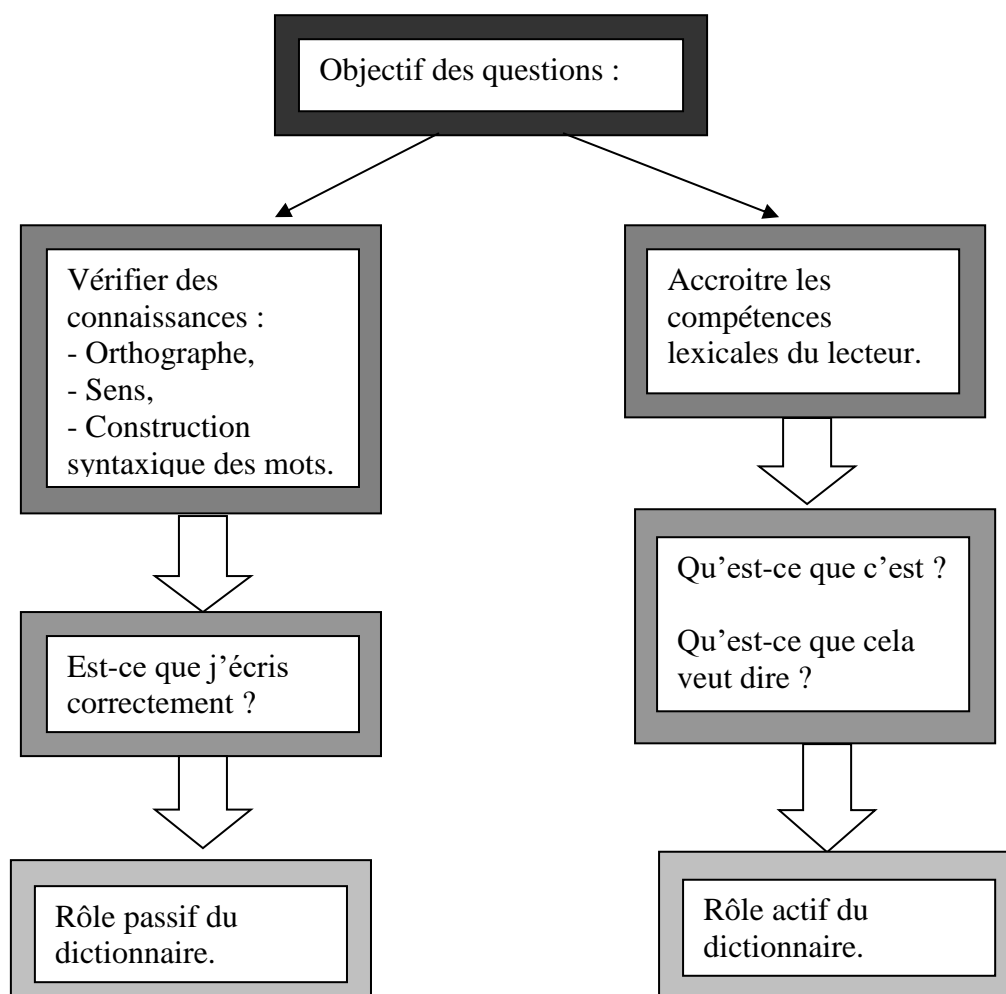 Objectif des questions :
Vérifier des
connaissances :
- Orthographe,
- Sens,
- Construction
syntaxique des mots.
Est-ce que j’écris
correctement ?
Rôle passif du
dictionnaire.
Accroitre les
compétences
lexicales du lecteur.
Qu’est-ce que c’est ?
Qu’est-ce que cela
veut dire ?
Rôle actif du
dictionnaire.